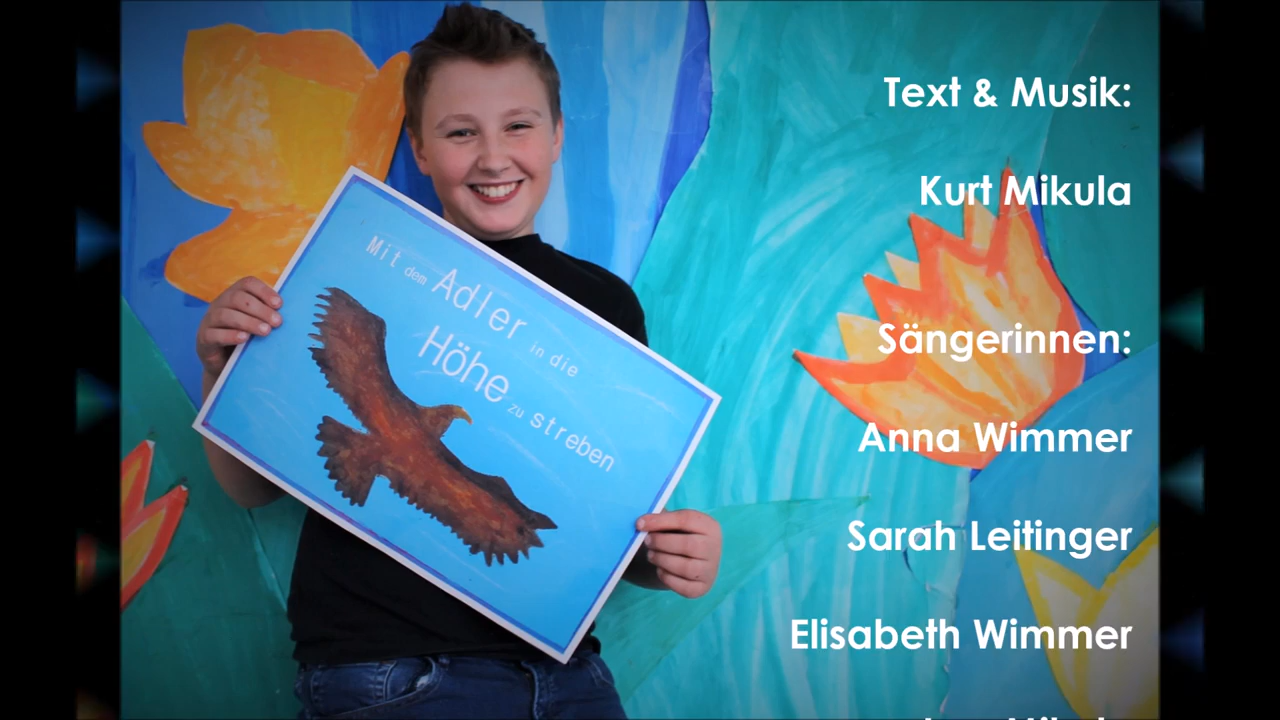 Mit dem Adler in die
Höhe zu streben
Text & Musik:
Kurt Mikula
Sängerinnen:
Anna Wimmer
Sarah Leitinger
Elisabeth Wimmer